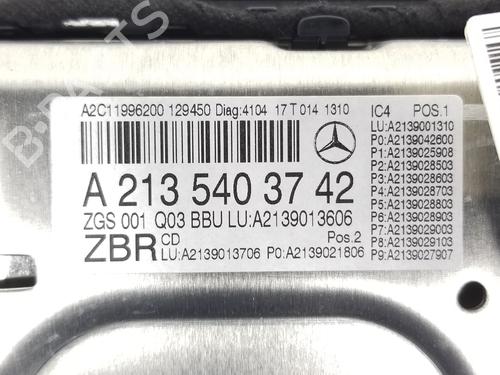 A2C11996200 129450 Diag:4104 17 T 014 1310
A 213 540 37 42
ZGS 001 Q03 BBU LU:A2139013606
ZBR CD Pos.2
LU:A2139013706 P0:A2139021806
IC4 POS.1
LU:A2139001310
P0:A2139042600
P1:A2139025908
P2:A2139028503
P3:A2139028603
P4:A2139028703
P5:A2139028803
P6:A2139028903
P7:A2139029003
P8:A2139029103
P9:A2139027907
B-PARTS